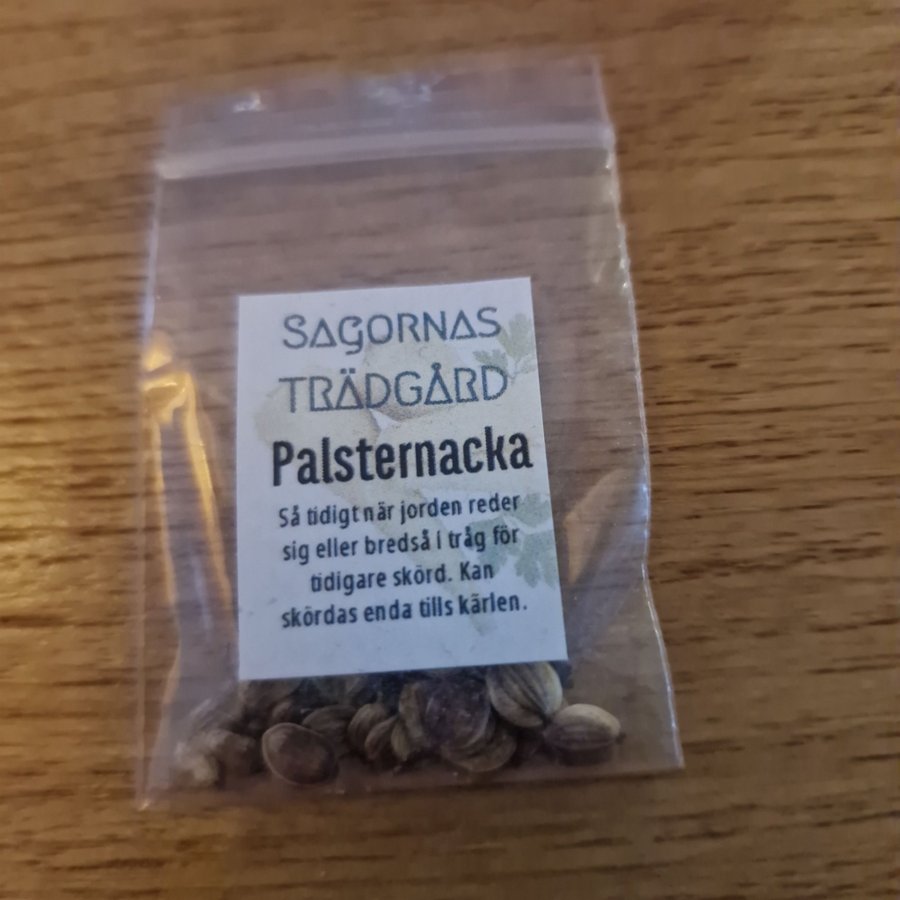 SAGORNAS
TRÄDGÅRD
Palsternacka
Så tidigt när jorden reder
sig eller bredså i tråg för
tidigare skörd. Kan
skördas enda tills kärlen.